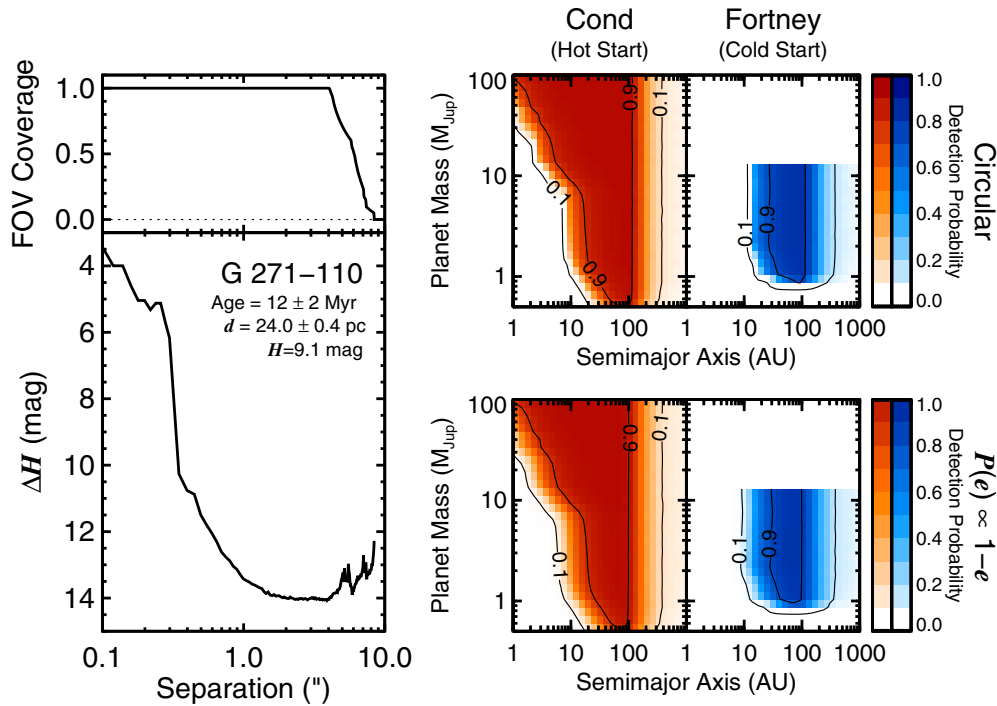 Cond
(Hot Start)
Fortney
(Cold Start)
FOV Coverage
1.0
0.5
0.0
G 271−110
Age = 12 ± 2 Myr
d = 24.0 ± 0.4 pc
H=9.1 mag
ΔH (mag)
4
6
8
10
12
14
0.1
1.0
10.0
Separation (")
Planet Mass (MJup)
100
10
1
0.1
0.9
0.9
0.1
0.1
0.9
1
10
100
1
10
100
1000
Semimajor Axis (AU)
1.0
0.8
0.6
0.4
0.2
0.0
Detection Probability
Circular
Planet Mass (MJup)
100
10
1
0.1
0.9
0.1
0.1
0.9
1
10
100
1
10
100
1000
Semimajor Axis (AU)
1.0
0.8
0.6
0.4
0.2
0.0
Detection Probability
P(e) ∝ 1−e